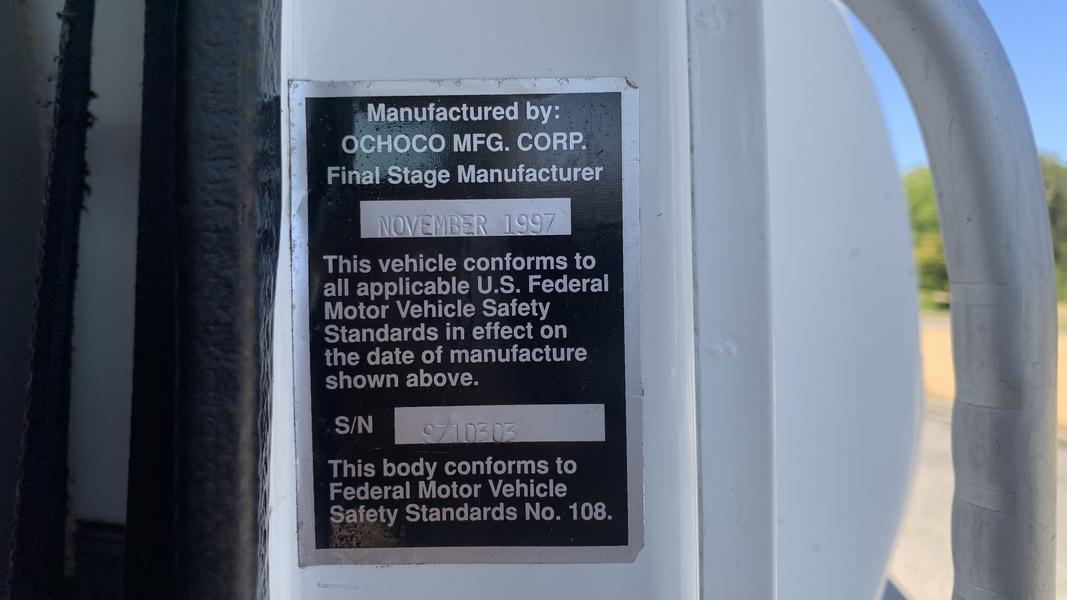 Manufactured by:
OCHOCO MFG. CORP.
Final Stage Manufacturer
NOVEMBER 1997
This vehicle conforms to
all applicable U.S. Federal
Motor Vehicle Safety
Standards in effect on
the date of manufacture
shown above.
S/N 9710303
This body conforms to
Federal Motor Vehicle
Safety Standards No. 108.